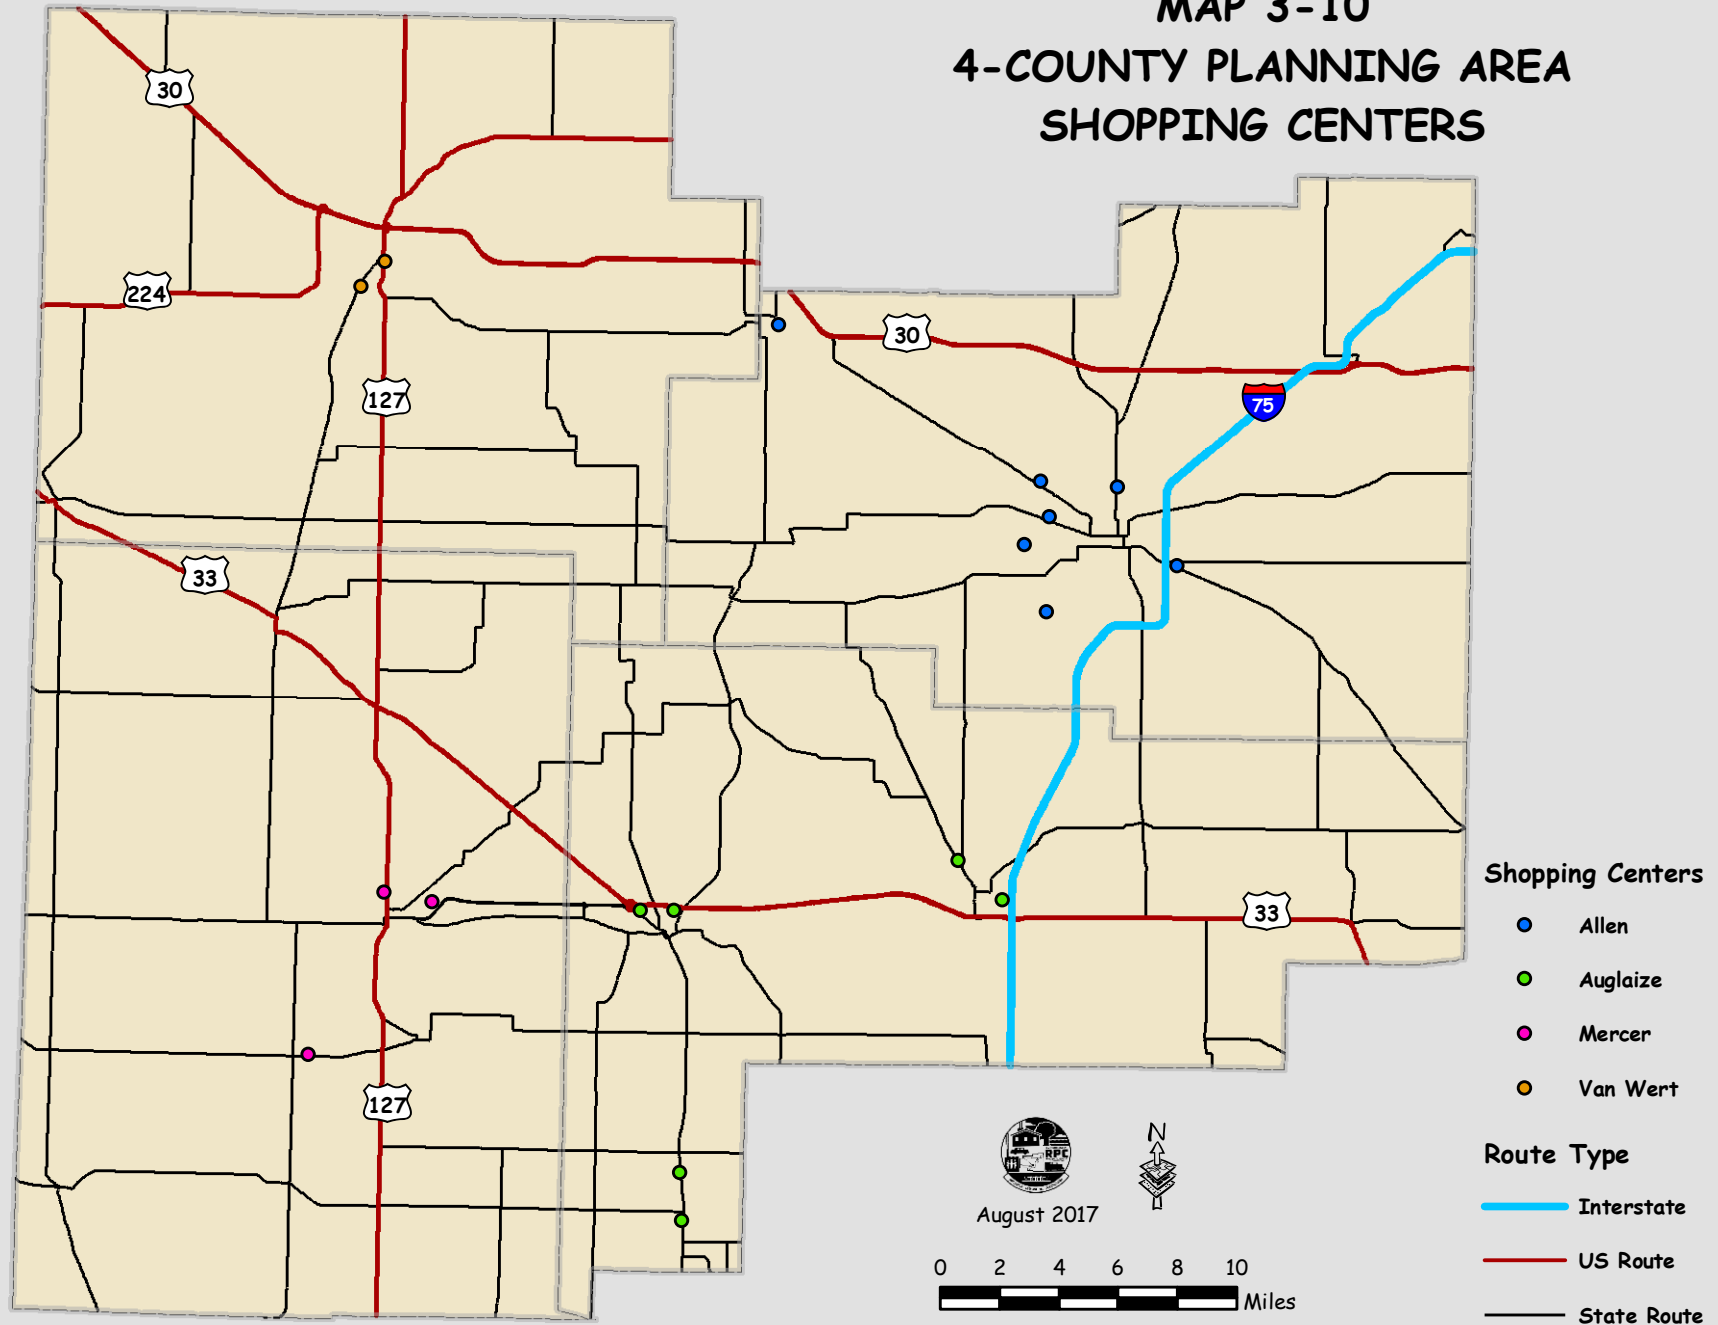 MAP 3-10
4-COUNTY PLANNING AREA
SHOPPING CENTERS
30
224
30
127
75
33
33
127
Shopping Centers
Allen
Auglaize
Mercer
Van Wert
Route Type
Interstate
US Route
State Route
RPC
N
August 2017
0 2 4 6 8 10
Miles